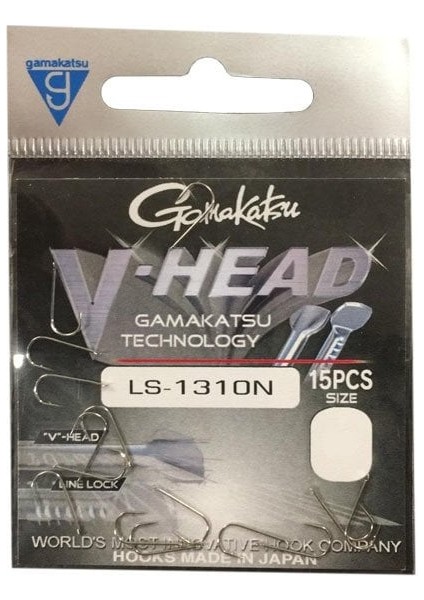 gamakatsu
Gamakatsu
V-HEAD
GAMAKATSU
TECHNOLOGY
LS-1310N
15PCS
SIZE
"V"-HEAD
LINE LOCK
WORLD'S MOST INNOVATIVE HOOK COMPANY
HOOKS MADE IN JAPAN